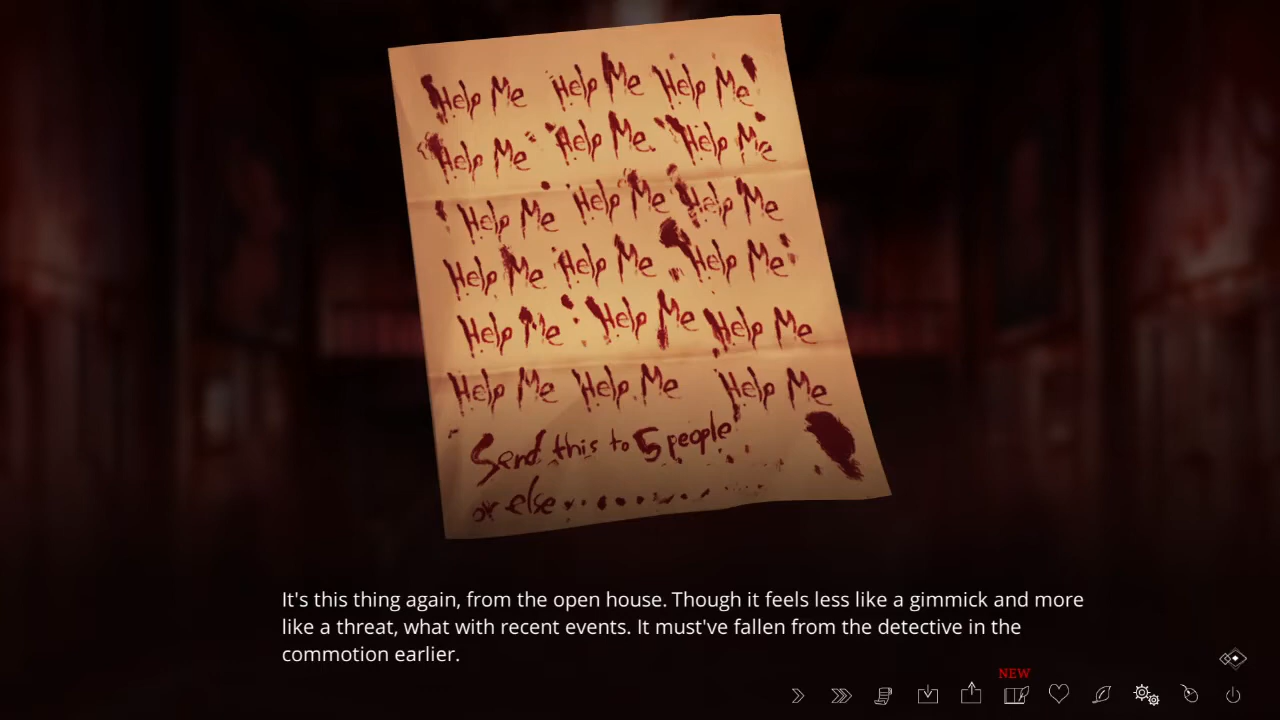 Help Me Help Me Help Me
Help Me Help Me Help Me
Help Me Help Me Help Me
Help Me Help Me Help Me
Help Me Help Me Help Me
Help Me Help Me Help Me
Send this to 5 people
or else..........
It's this thing again, from the open house. Though it feels less like a gimmick and more
like a threat, what with recent events. It must've fallen from the detective in the
commotion earlier.
NEW